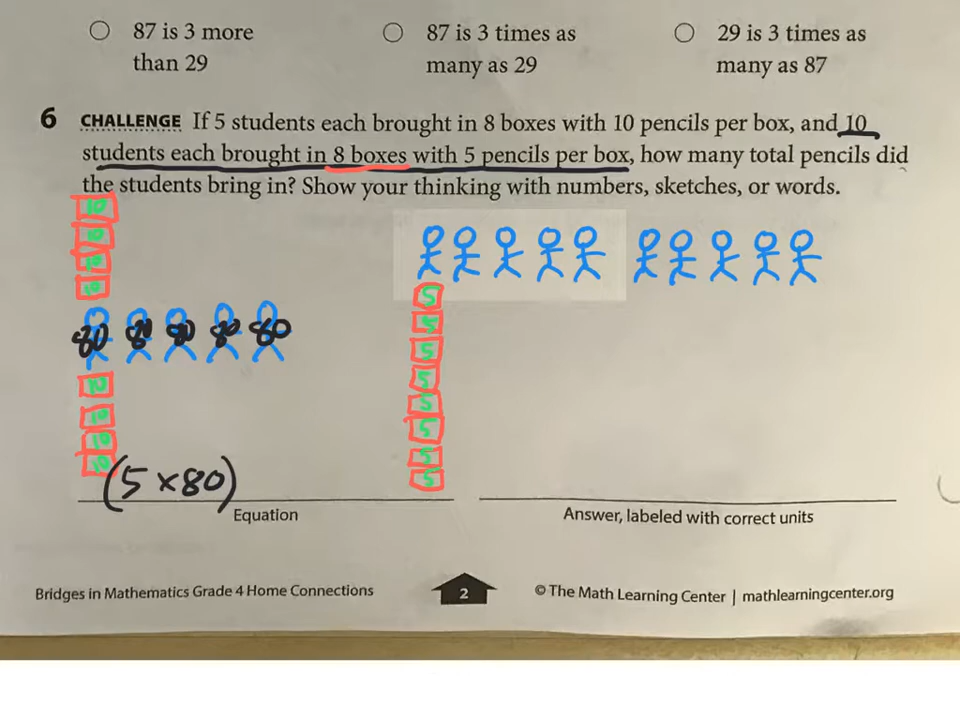 87 is 3 more than 29
87 is 3 times as many as 29
29 is 3 times as many as 87
6 CHALLENGE If 5 students each brought in 8 boxes with 10 pencils per box, and 10
students each brought in 8 boxes with 5 pencils per box, how many total pencils did
the students bring in? Show your thinking with numbers, sketches, or words.
10
10
10
10
80 80 80 80 80
10
10
10
10
5
5
5
5
5
5
5
5
(5 x 80)
Equation
Answer, labeled with correct units
Bridges in Mathematics Grade 4 Home Connections
2
© The Math Learning Center | mathlearningcenter.org